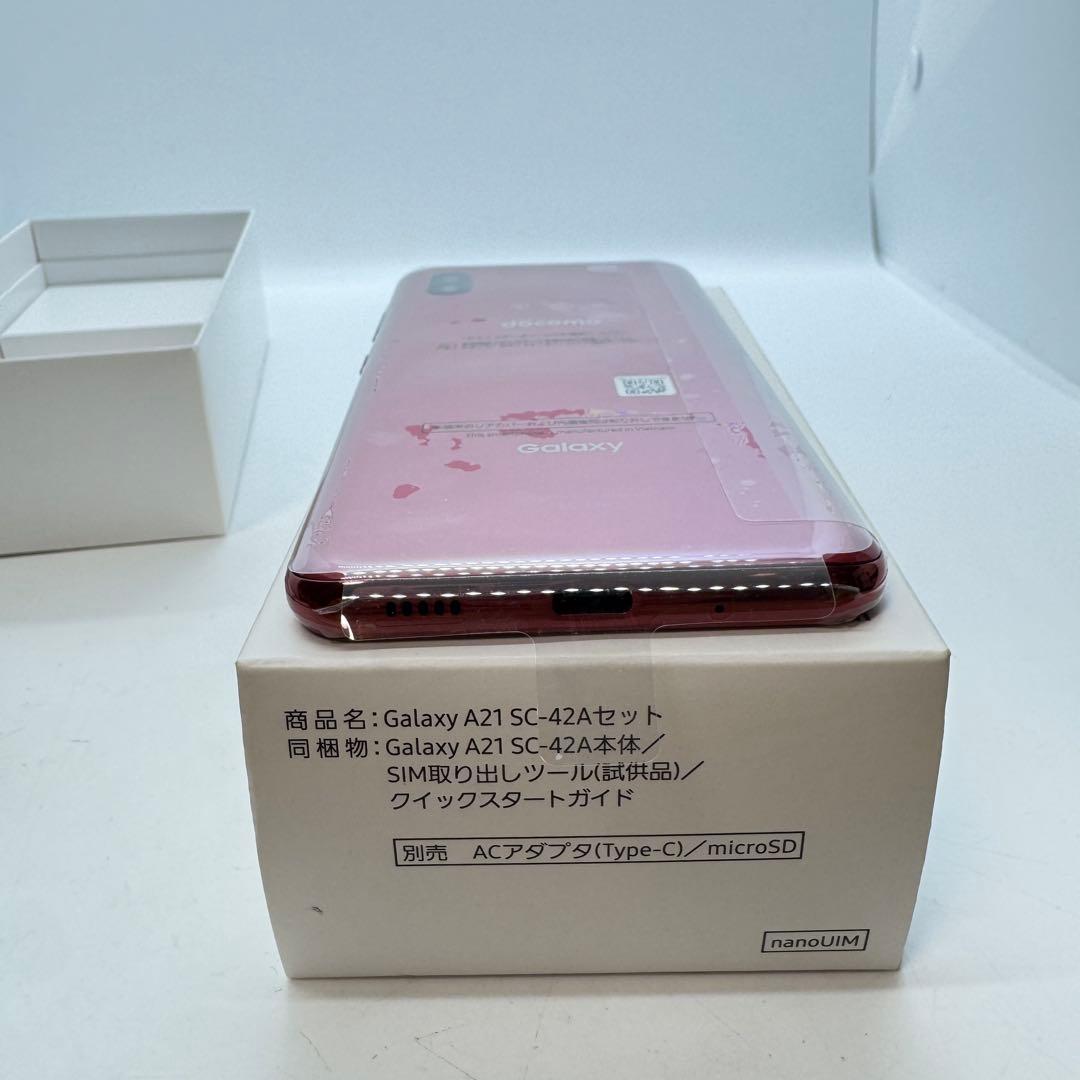 docomo
Galaxy
商品名：Galaxy A21 SC-42Aセット
同梱物：Galaxy A21 SC-42A本体／
SIM取り出しツール(試供品)／
クイックスタートガイド
別売 ACアダプタ(Type-C)／microSD
nanoUIM